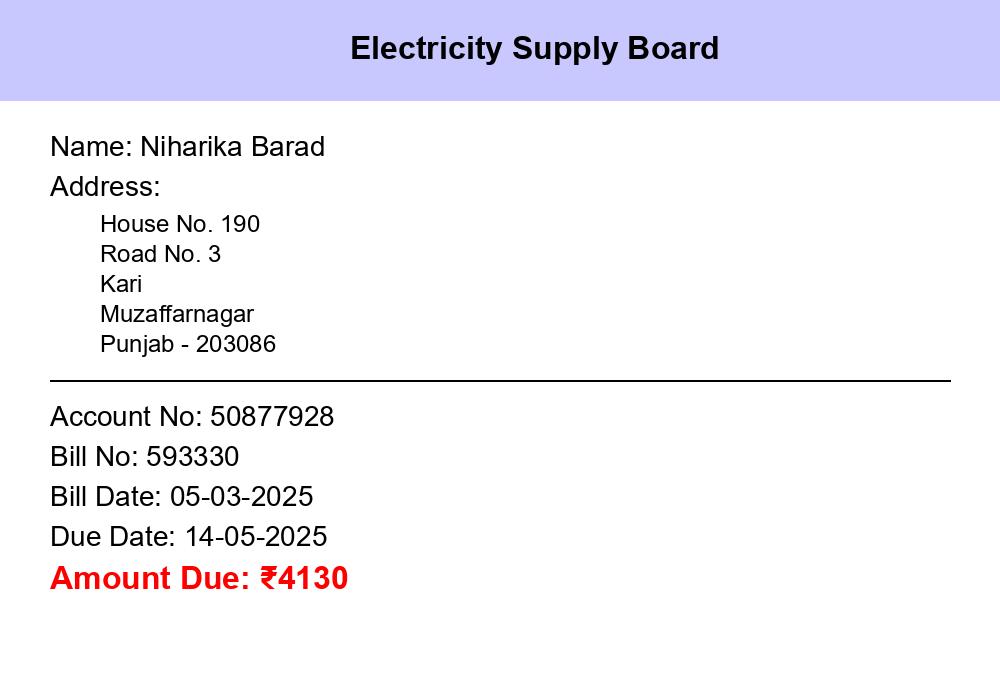 Electricity Supply Board
Name: Niharika Barad
Address:
House No. 190
Road No. 3
Kari
Muzaffarnagar
Punjab - 203086
Account No: 50877928
Bill No: 593330
Bill Date: 05-03-2025
Due Date: 14-05-2025
Amount Due: ₹4130